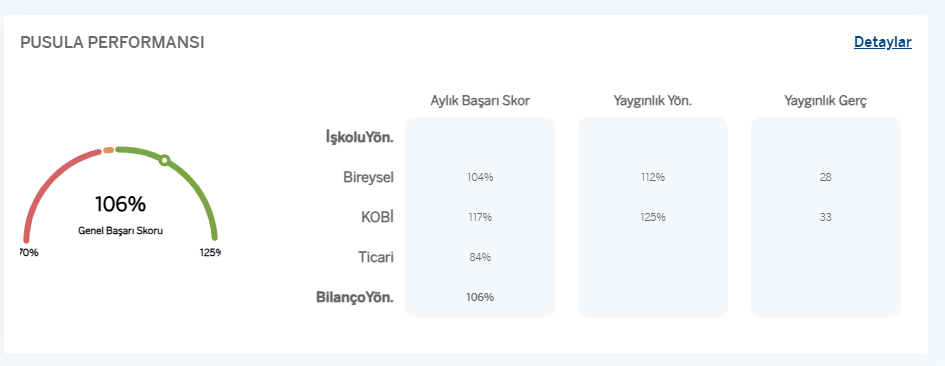 PUSULA PERFORMANSI
Detaylar
Aylık Başarı Skor Yaygınlık Yön. Yaygınlık Gerç
İşkoluYön.
Bireysel 104% 112% 28
KOBİ 117% 125% 33
Ticari 84%
BilançoYön. 106%
106%
Genel Başarı Skoru
70% 125%